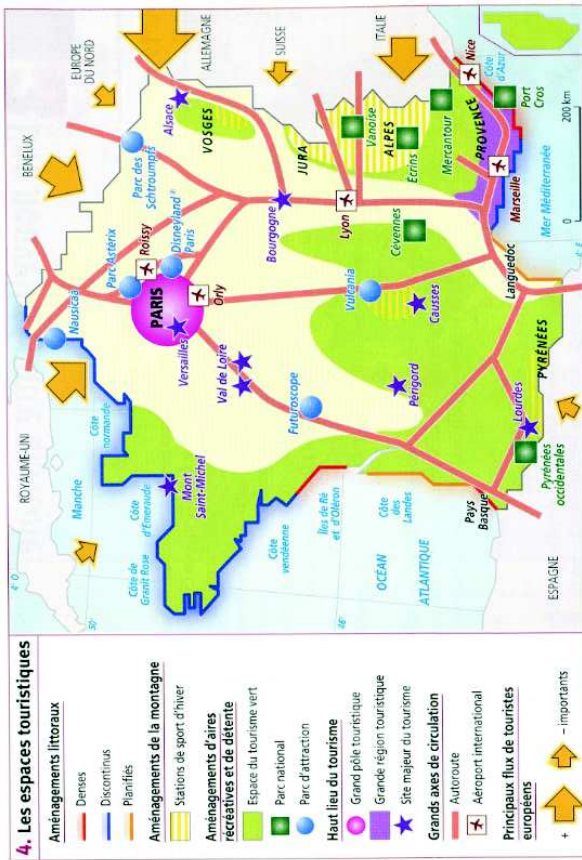 4. Les espaces touristiques
Aménagements littoraux
Denses
Discontinus
Planifiés
Aménagements de la montagne
Stations de sport d'hiver
Aménagements d'aires
récréatives et de détente
Espace du tourisme vert
Parc national
Parc d'attraction
Haut lieu du tourisme
Grand pôle touristique
Grande région touristique
Site majeur du tourisme
Grands axes de circulation
Autoroute
Aéroport international
Principaux flux de touristes
européens
+
– importants
4° O
50°
ROYAUME-UNI
Manche
BENELUX
EUROPE
DU NORD
ALLEMAGNE
SUISSE
ITALIE
Nausicaa
Côte
normande
Parc Astérix
Roissy
Parc des
Schtroumpfs
Alsace
VOSGES
Côte
d'Émeraude
Côte de
Granit Rose
Mont
Saint-Michel
PARIS
Versailles
Disneyland®
Paris
Orly
Val de Loire
Bourgogne
JURA
Côte
vendéenne
46°
Futuroscope
Îles de Ré
et d'Oléron
Vulcania
Lyon
Vanoise
ALPES
Ecrins
OCÉAN
ATLANTIQUE
Côte
des
Landes
Périgord
Causses
Cévennes
Mercantour
PROVENCE
Nice
Côte
d'Azur
Pays
Basque
Lourdes
Pyrénées
occidentales
PYRÉNÉES
Languedoc
Marseille
Port
Cros
Mer Méditerranée
ESPAGNE
4° E
0
200 km